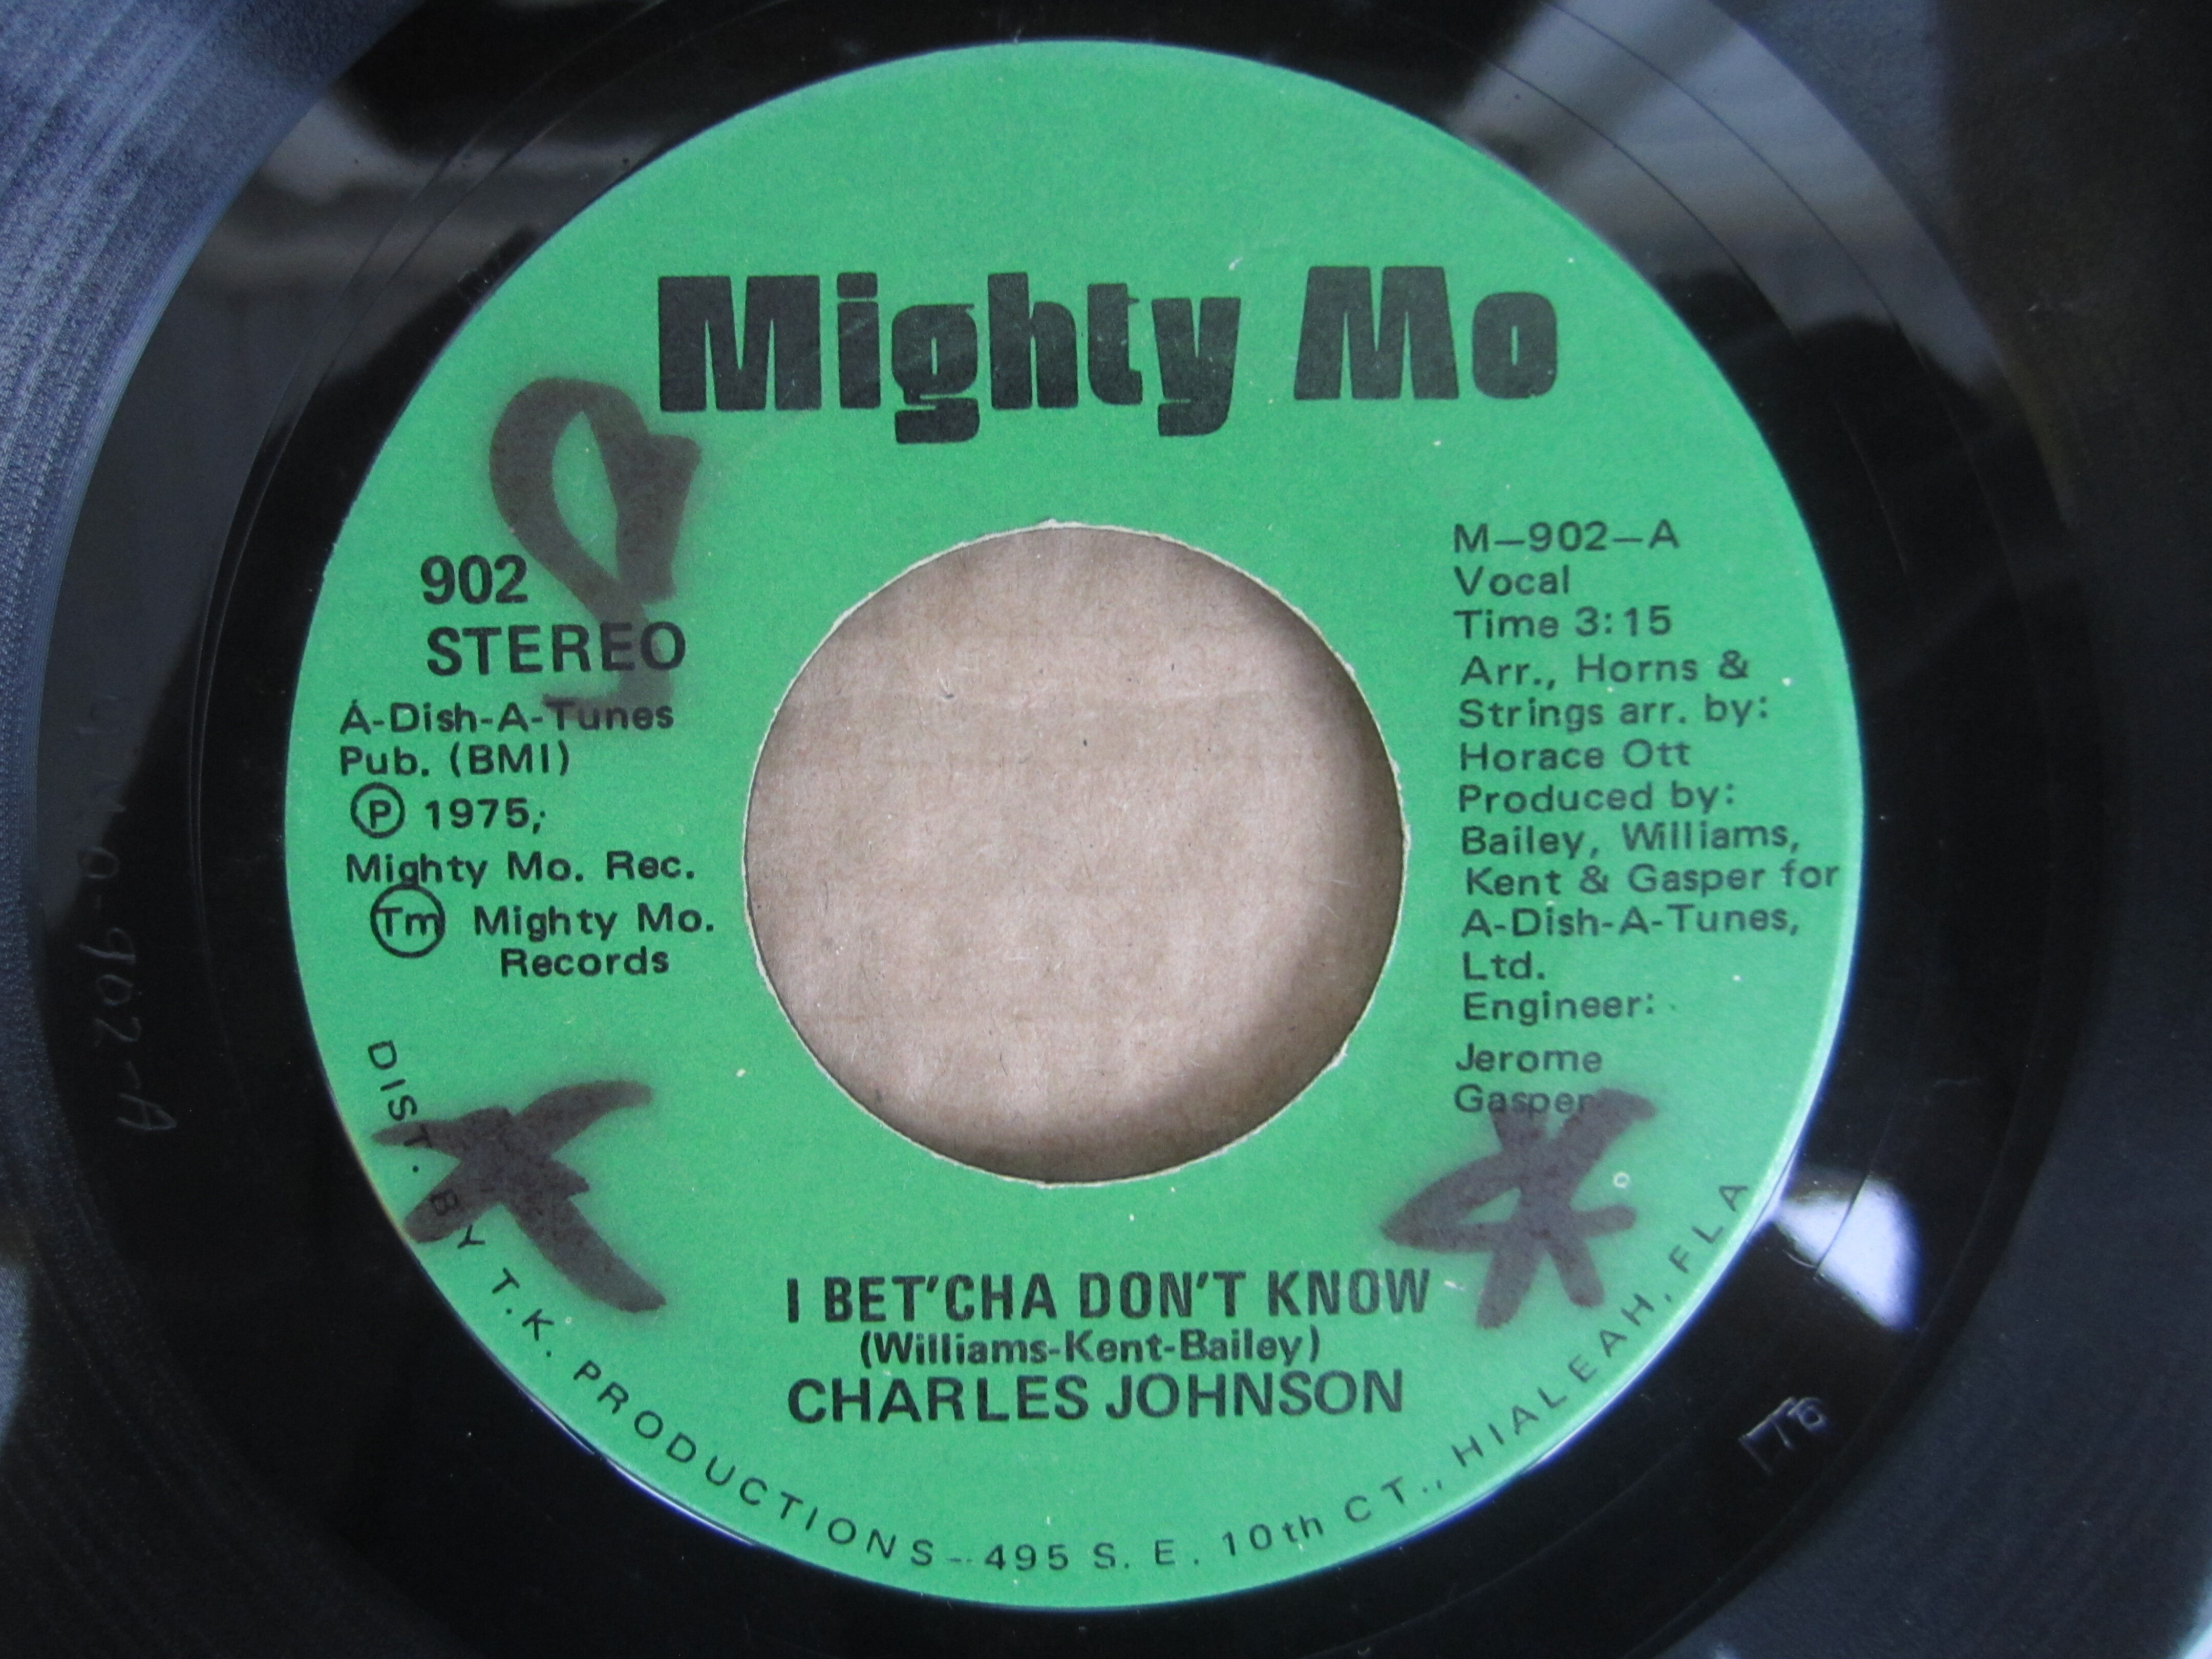 Mighty Mo
902
STEREO
A-Dish-A-Tunes
Pub. (BMI)
Ⓟ 1975,
Mighty Mo. Rec.
Tm Mighty Mo.
Records
M—902—A
Vocal
Time 3:15
Arr., Horns &
Strings arr. by:
Horace Ott
Produced by:
Bailey, Williams,
Kent & Gasper for
A-Dish-A-Tunes,
Ltd.
Engineer:
Jerome
Gasper
I BET'CHA DON'T KNOW
(Williams-Kent-Bailey)
CHARLES JOHNSON
DIST. BY T.K. PRODUCTIONS—495 S. E. 10th CT., HIALEAH, FLA